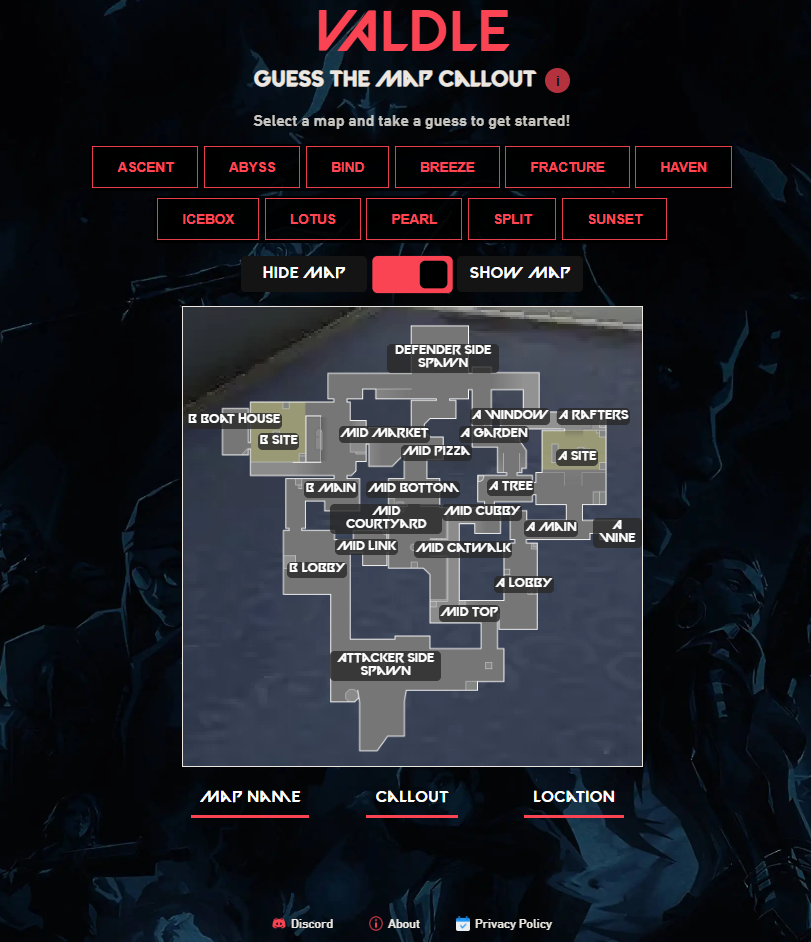 VALDLE
GUESS THE MAP CALLOUT i
Select a map and take a guess to get started!
ASCENT ABYSS BIND BREEZE FRACTURE HAVEN
ICEBOX LOTUS PEARL SPLIT SUNSET
HIDE MAP SHOW MAP
DEFENDER SIDE
SPAWN
B BOAT HOUSE A WINDOW A RAFTERS
B SITE MID MARKET A GARDEN
MID PIZZA A SITE
B MAIN MID BOTTOM A TREE
MID
COURTYARD
MID CUBBY
A MAIN
A
WINE
MID LINK MID CATWALK
B LOBBY A LOBBY
MID TOP
ATTACKER SIDE
SPAWN
MAP NAME CALLOUT LOCATION
Discord About Privacy Policy